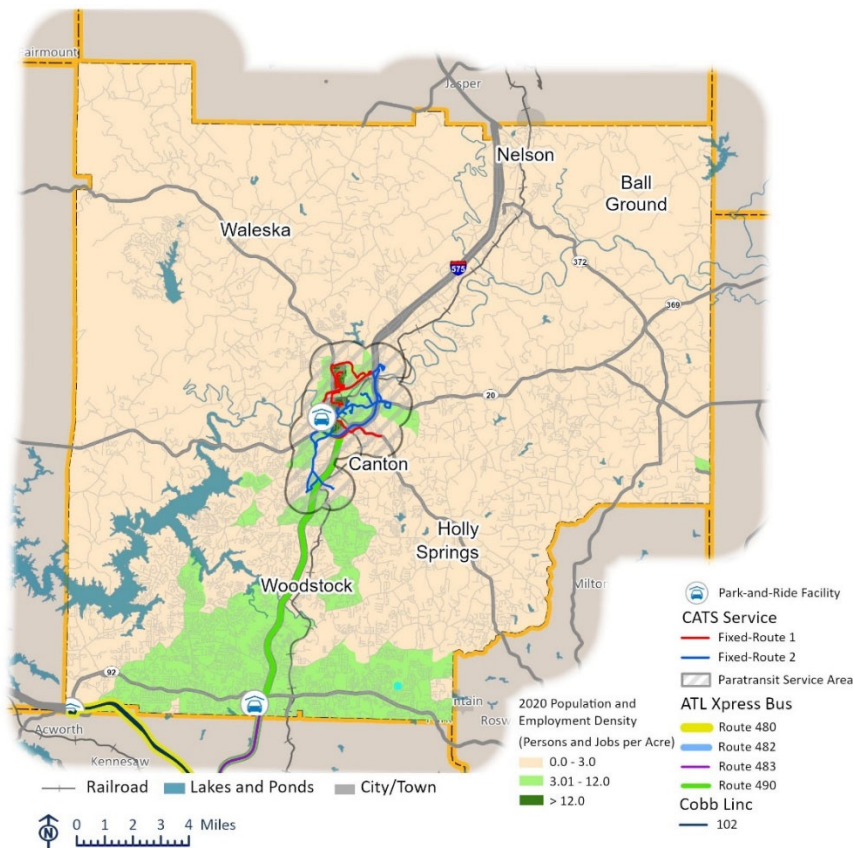 airmount
Jasper
Nelson
Ball
Ground
Waleska
575
372
369
20
Canton
Holly
Springs
Woodstock
Milton
92
Acworth
Kennesaw
Rosw
Park-and-Ride Facility
CATS Service
Fixed-Route 1
Fixed-Route 2
Paratransit Service Area
ATL Xpress Bus
Route 480
Route 482
Route 483
Route 490
Cobb Linc
102
2020 Population and
Employment Density
(Persons and Jobs per Acre)
0.0 - 3.0
3.01 - 12.0
> 12.0
Railroad Lakes and Ponds City/Town
N 0 1 2 3 4 Miles